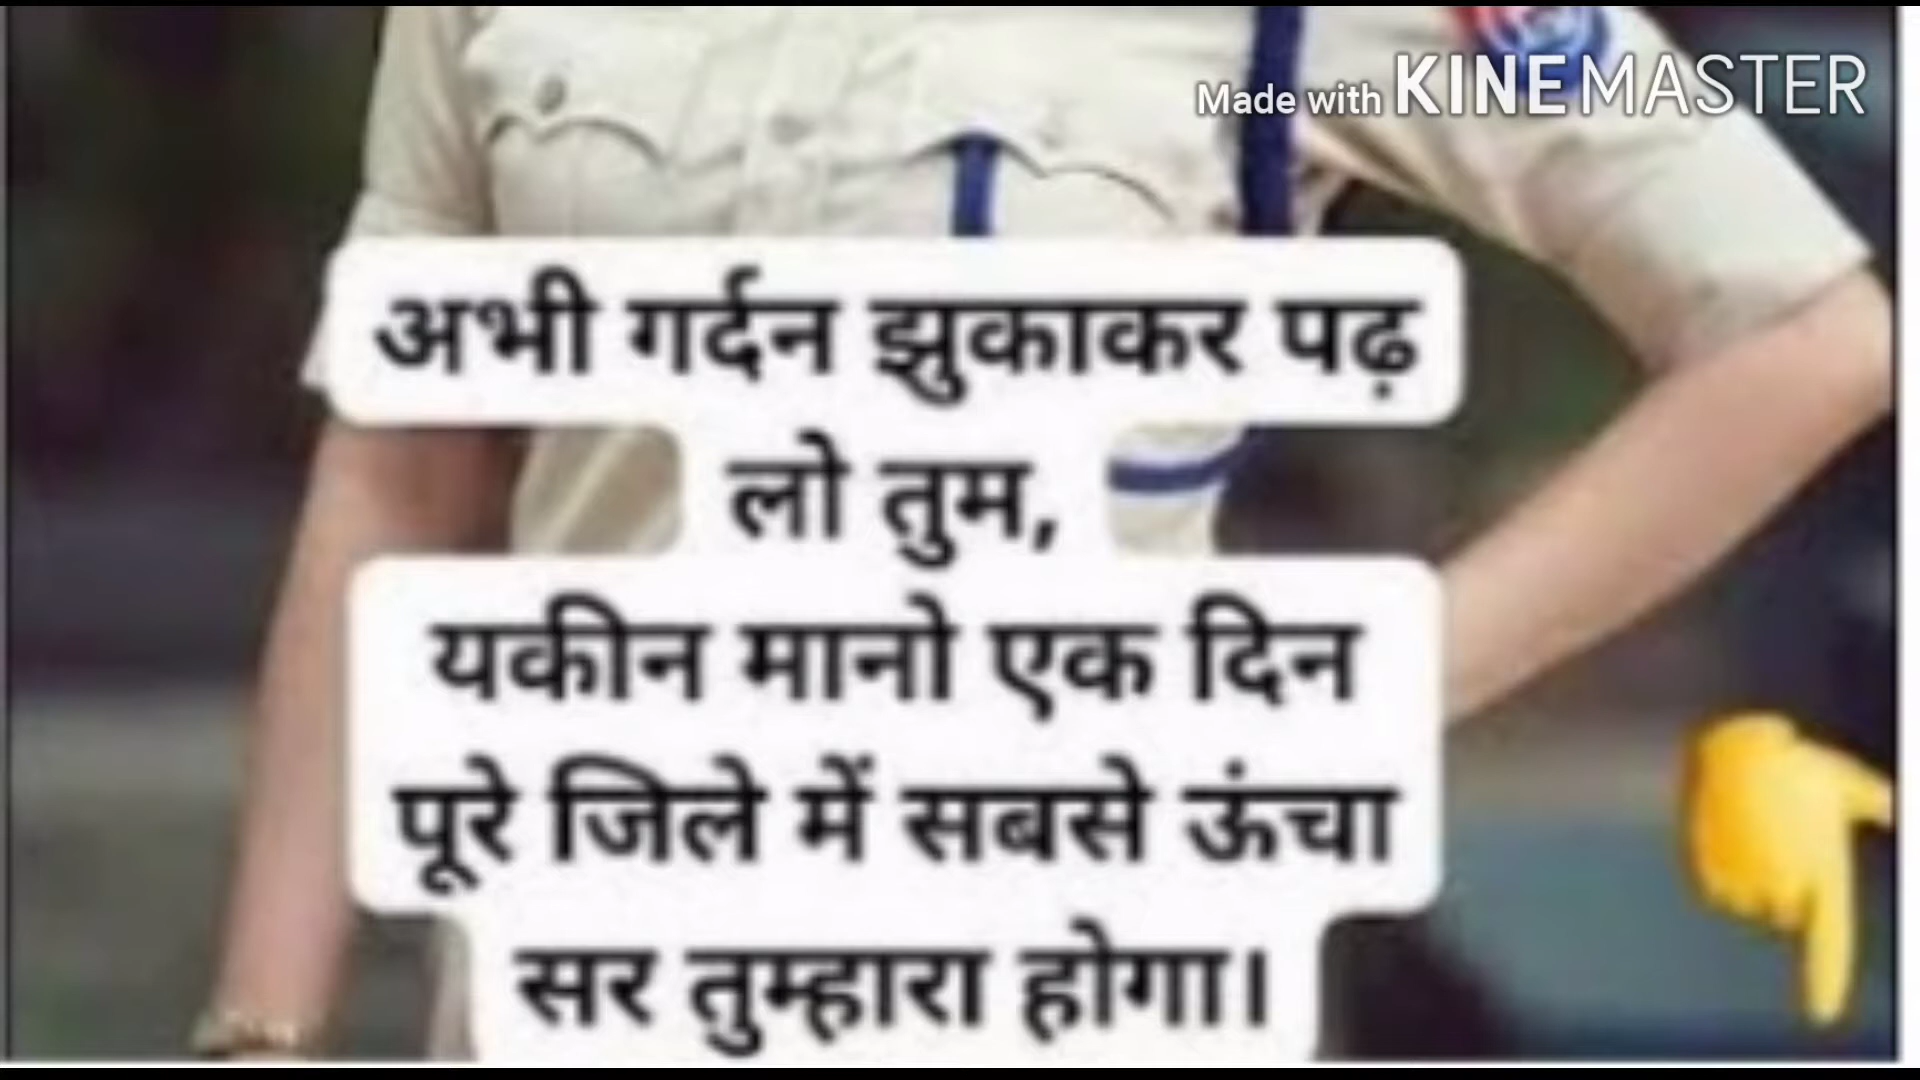 Made with KINEMASTER
अभी गर्दन झुकाकर पढ़
लो तुम,
यकीन मानो एक दिन
पूरे जिले में सबसे ऊंचा
सर तुम्हारा होगा।